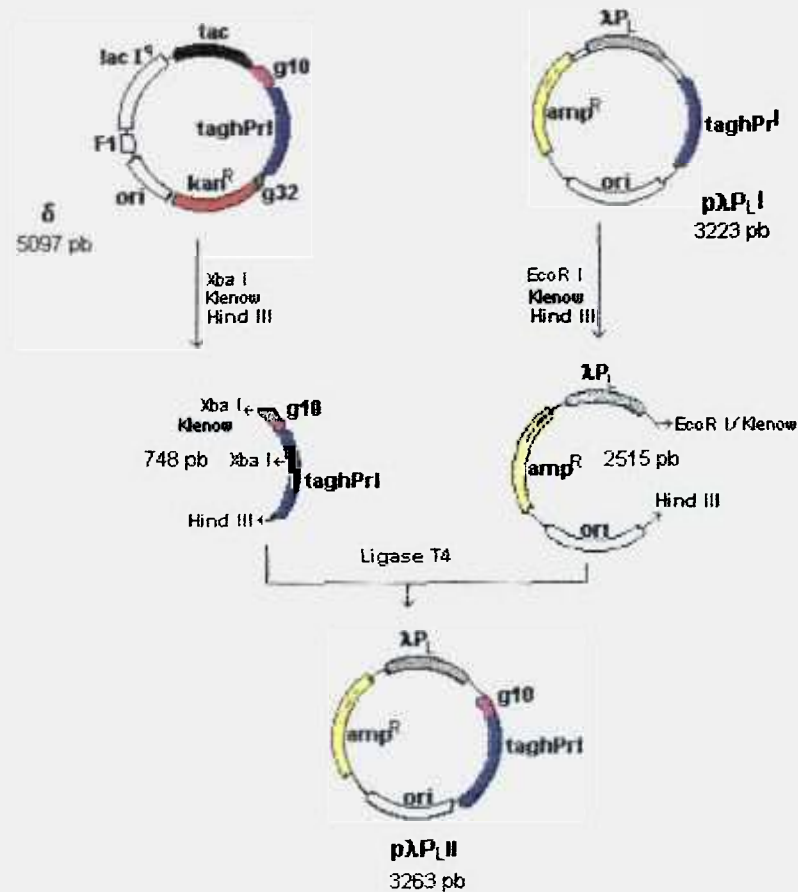 tac
lac I^q
g10
taghPrI
F1
ori
kan^R
g32
δ
5097 pb
Xba I
Klenow
Hind III
λP_L
amp^R
taghPr^I
ori
pλP_L I
3223 pb
EcoR I
Klenow
Hind III
Xba I
g10
Klenow
748 pb
Xba I
taghPrI
Hind III
λP_L
EcoR I/Klenow
amp^R
2515 pb
Hind III
ori
Ligase T4
λP_L
g10
amp^R
taghPrI
ori
pλP_L II
3263 pb